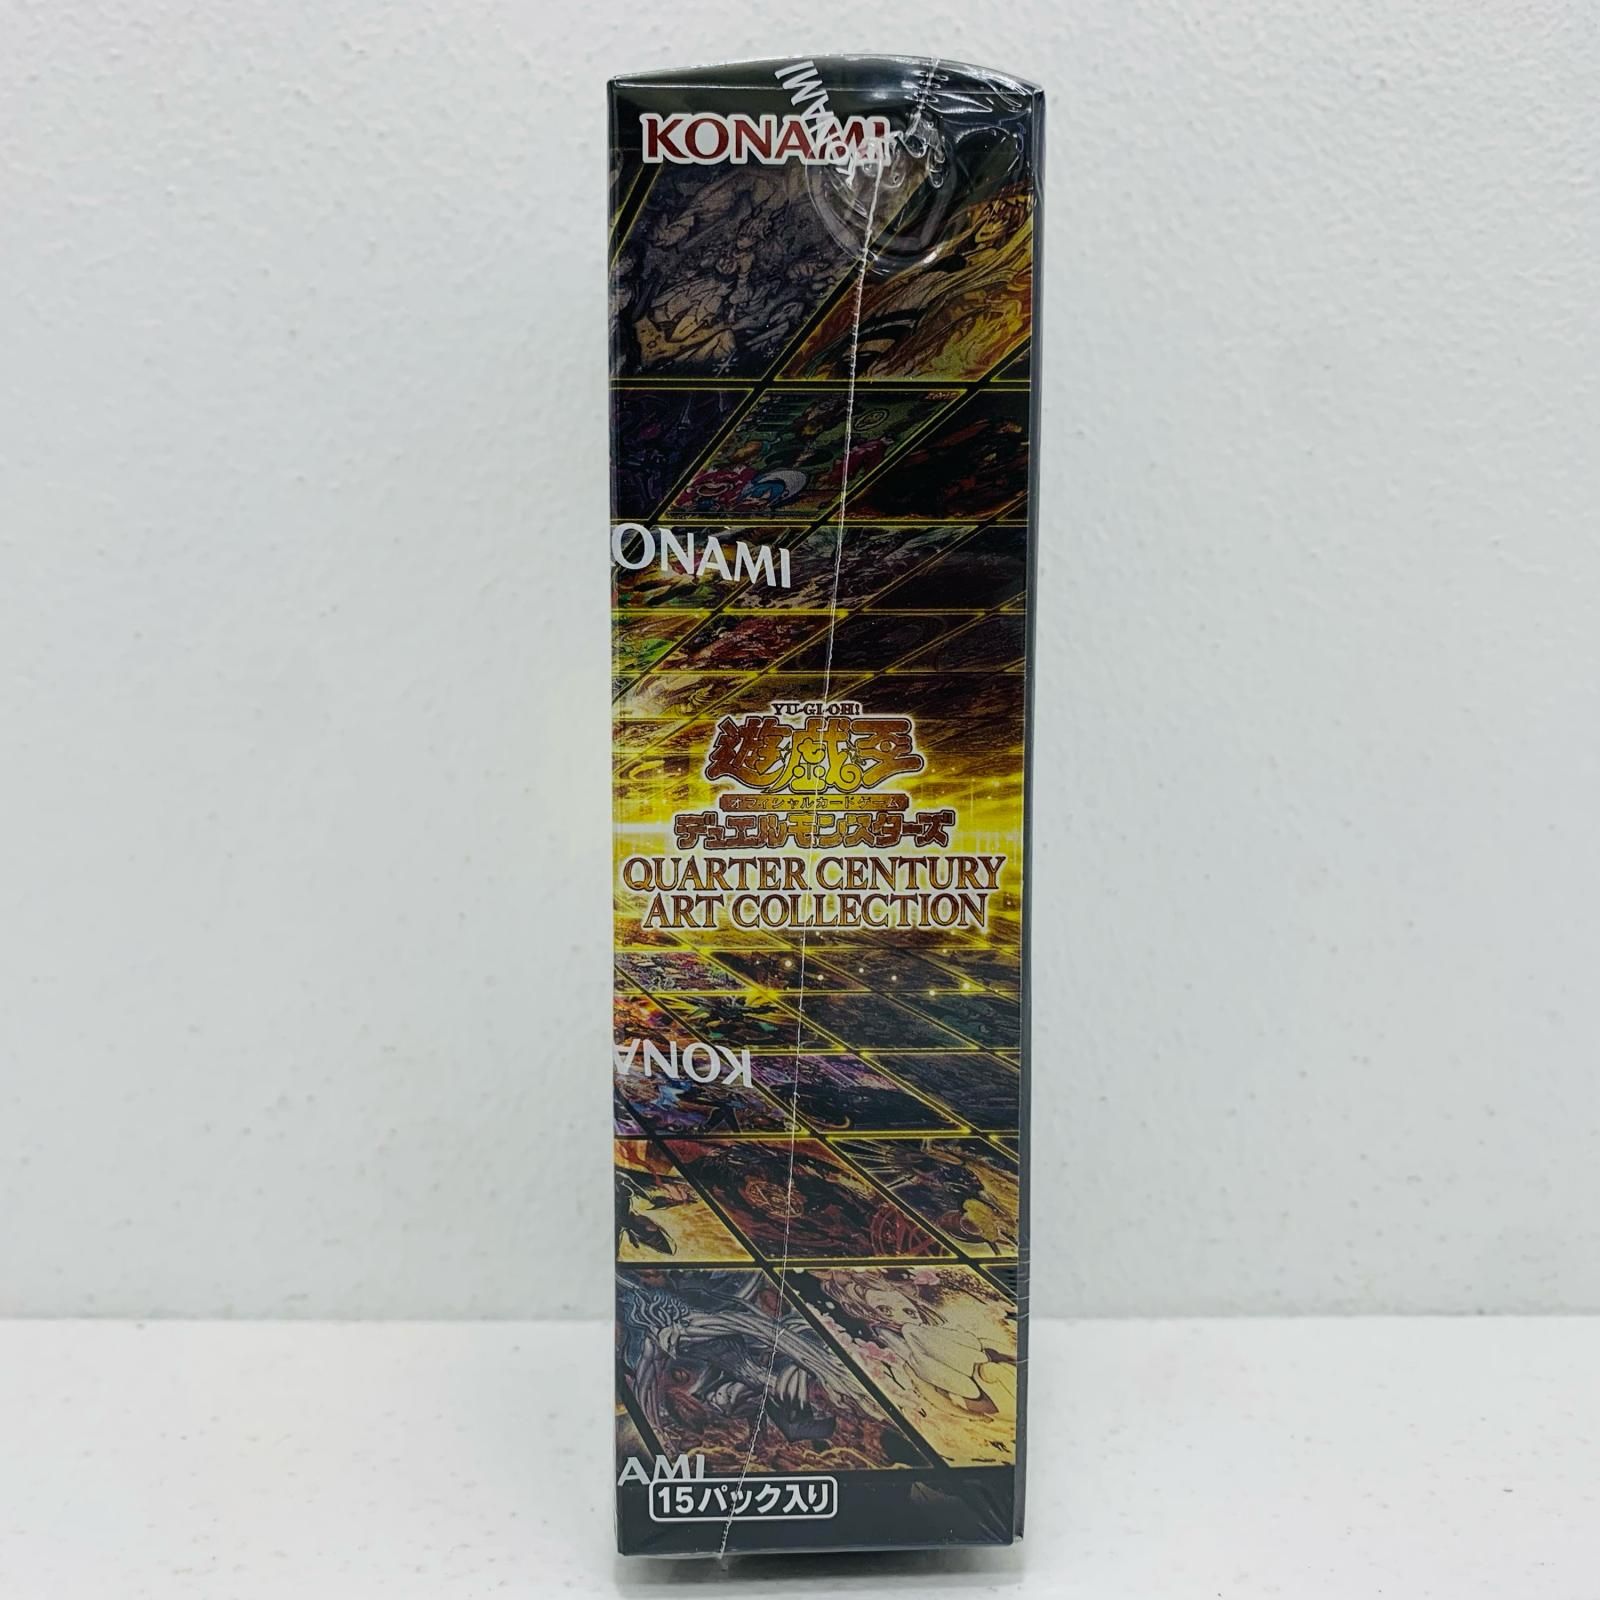 KONAMI
KONAMI
ONAMI
YU-GI-OH!
遊戯王
オフィシャルカードゲーム
デュエルモンスターズ
QUARTER CENTURY
ART COLLECTION
KONA
AMI
15パック入り